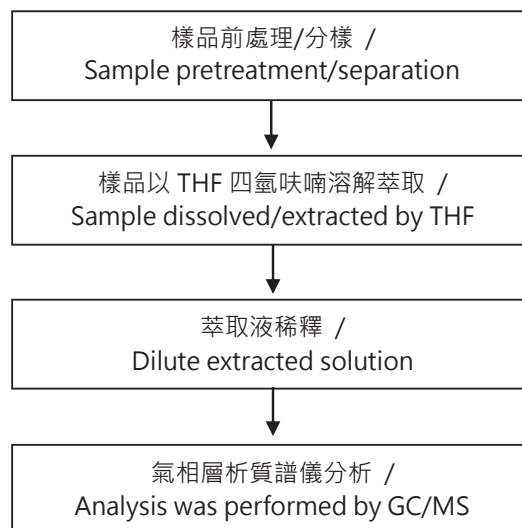 樣品前處理/分樣 /
Sample pretreatment/separation
樣品以 THF 四氫呋喃溶解萃取 /
Sample dissolved/extracted by THF
萃取液稀釋 /
Dilute extracted solution
氣相層析質譜儀分析 /
Analysis was performed by GC/MS